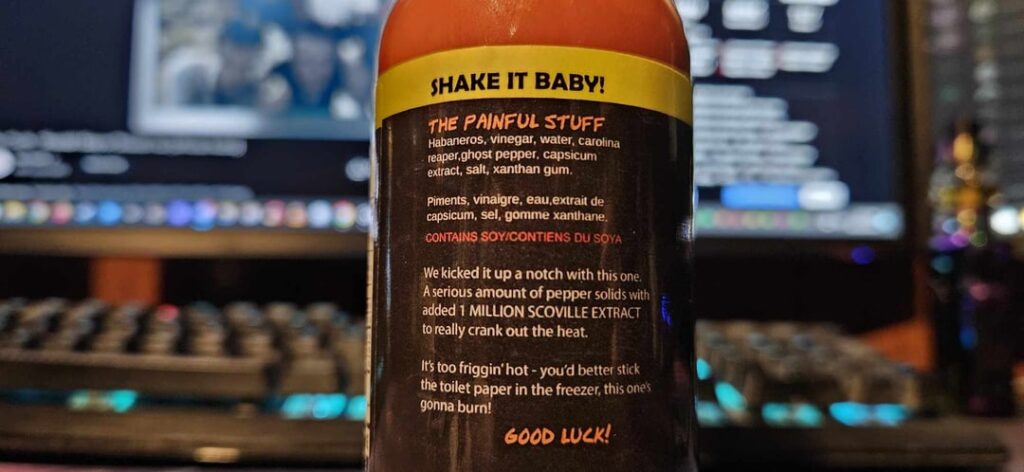 SHAKE IT BABY!
THE PAINFUL STUFF
Habaneros, vinegar, water, carolina
reaper,ghost pepper, capsicum
extract, salt, xanthan gum.
Piments, vinaigre, eau,extrait de
capsicum, sel, gomme xanthane.
CONTAINS SOY/CONTIENS DU SOYA
We kicked it up a notch with this one.
A serious amount of pepper solids with
added 1 MILLION SCOVILLE EXTRACT
to really crank out the heat.
It's too friggin' hot - you'd better stick
the toilet paper in the freezer, this one's
gonna burn!
GOOD LUCK!